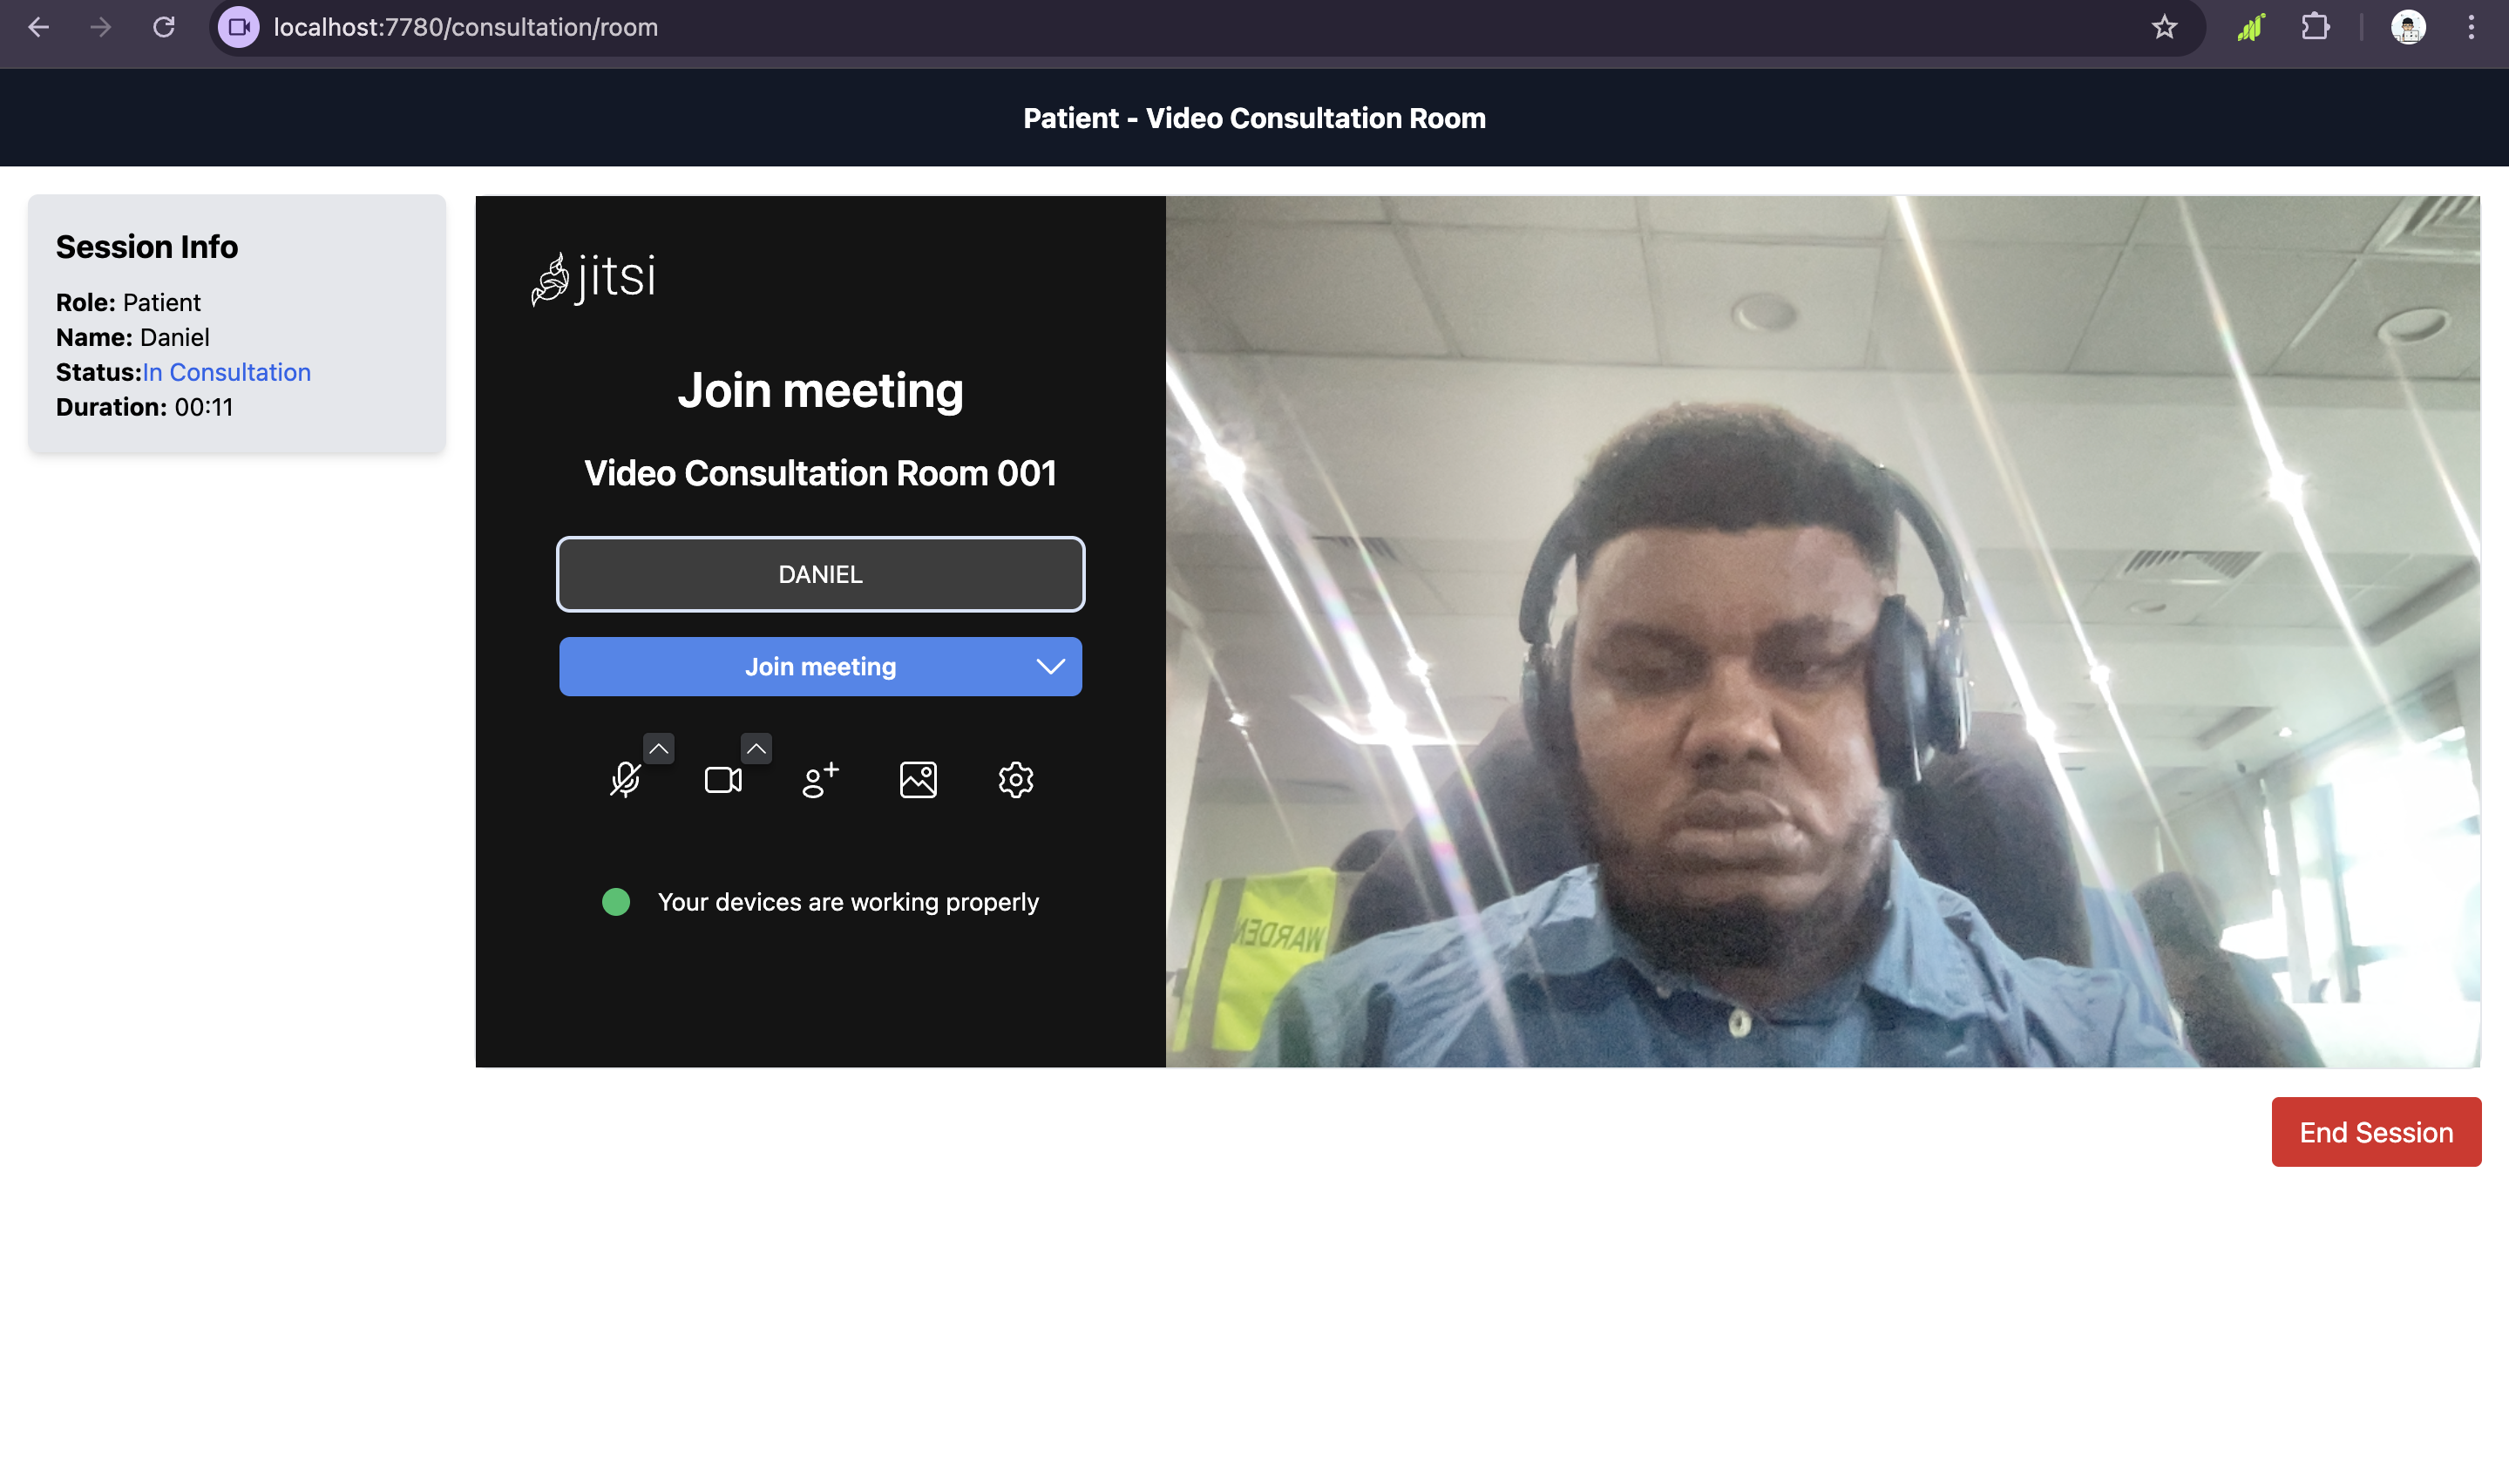 localhost:7780/consultation/room
Patient - Video Consultation Room
Session Info
Role: Patient
Name: Daniel
Status:In Consultation
Duration: 00:11
jitsi
Join meeting
Video Consultation Room 001
DANIEL
Join meeting
Your devices are working properly
WARDEN
End Session